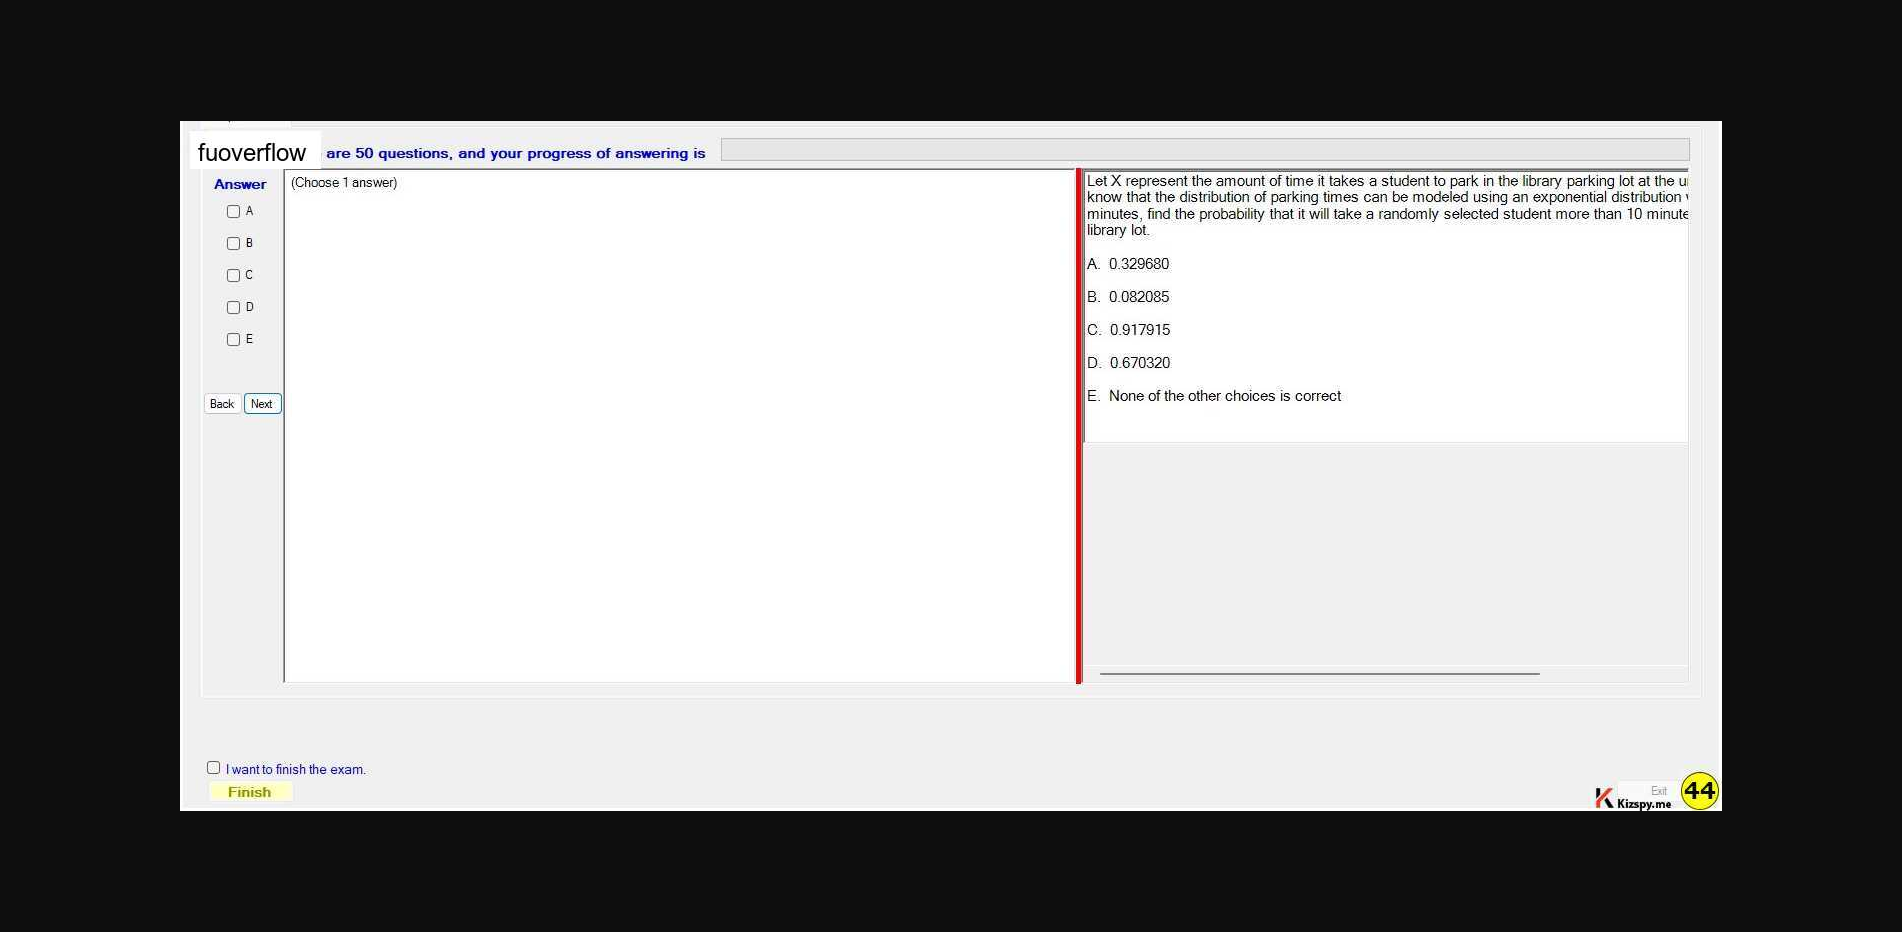 fuoverflow are 50 questions, and your progress of answering is
Answer
(Choose 1 answer)
A
B
C
D
E
Back Next
Let X represent the amount of time it takes a student to park in the library parking lot at the
know that the distribution of parking times can be modeled using an exponential distribution
minutes, find the probability that it will take a randomly selected student more than 10 minute
library lot.
A. 0.329680
B. 0.082085
C. 0.917915
D. 0.670320
E. None of the other choices is correct
I want to finish the exam.
Finish
Exit
Kizspy.me
44